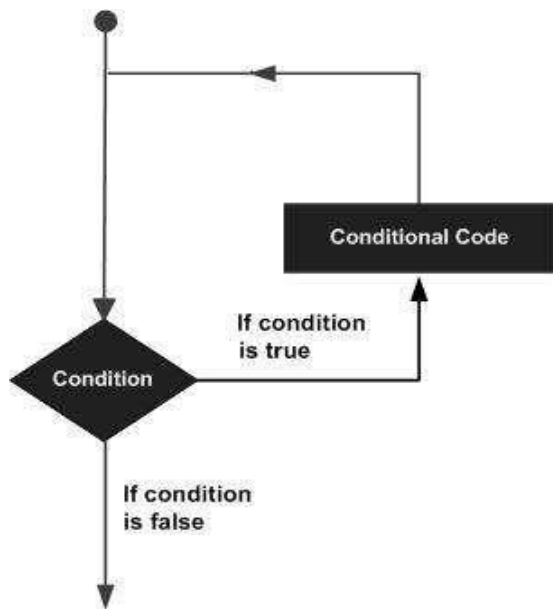 Conditional Code
If condition
is true
Condition
If condition
is false